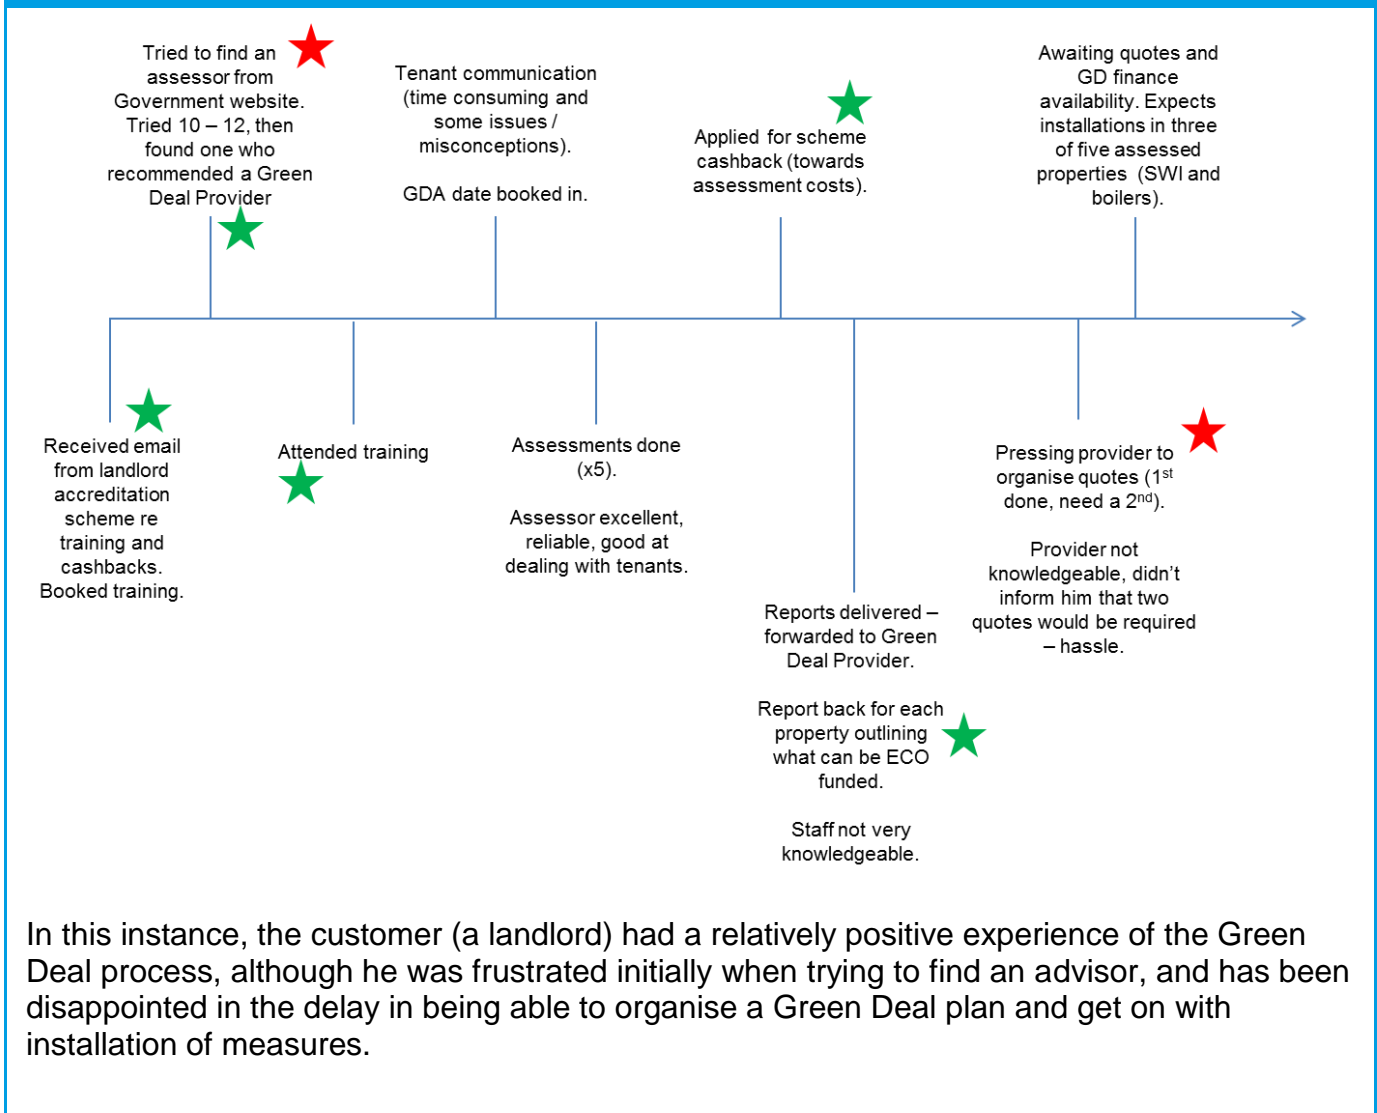 Tried to find an
assessor from
Government website.
Tried 10 – 12, then
found one who
recommended a Green
Deal Provider
Tenant communication
(time consuming and
some issues /
misconceptions).
GDA date booked in.
Applied for scheme
cashback (towards
assessment costs).
Awaiting quotes and
GD finance
availability. Expects
installations in three
of five assessed
properties (SWI and
boilers).
Received email
from landlord
accreditation
scheme re
training and
cashbacks.
Booked training.
Attended training
Assessments done
(x5).
Assessor excellent,
reliable, good at
dealing with tenants.
Reports delivered –
forwarded to Green
Deal Provider.
Report back for each
property outlining
what can be ECO
funded.
Staff not very
knowledgeable.
Pressing provider to
organise quotes (1st
done, need a 2nd).
Provider not
knowledgeable, didn’t
inform him that two
quotes would be required
– hassle.
In this instance, the customer (a landlord) had a relatively positive experience of the Green
Deal process, although he was frustrated initially when trying to find an advisor, and has been
disappointed in the delay in being able to organise a Green Deal plan and get on with
installation of measures.